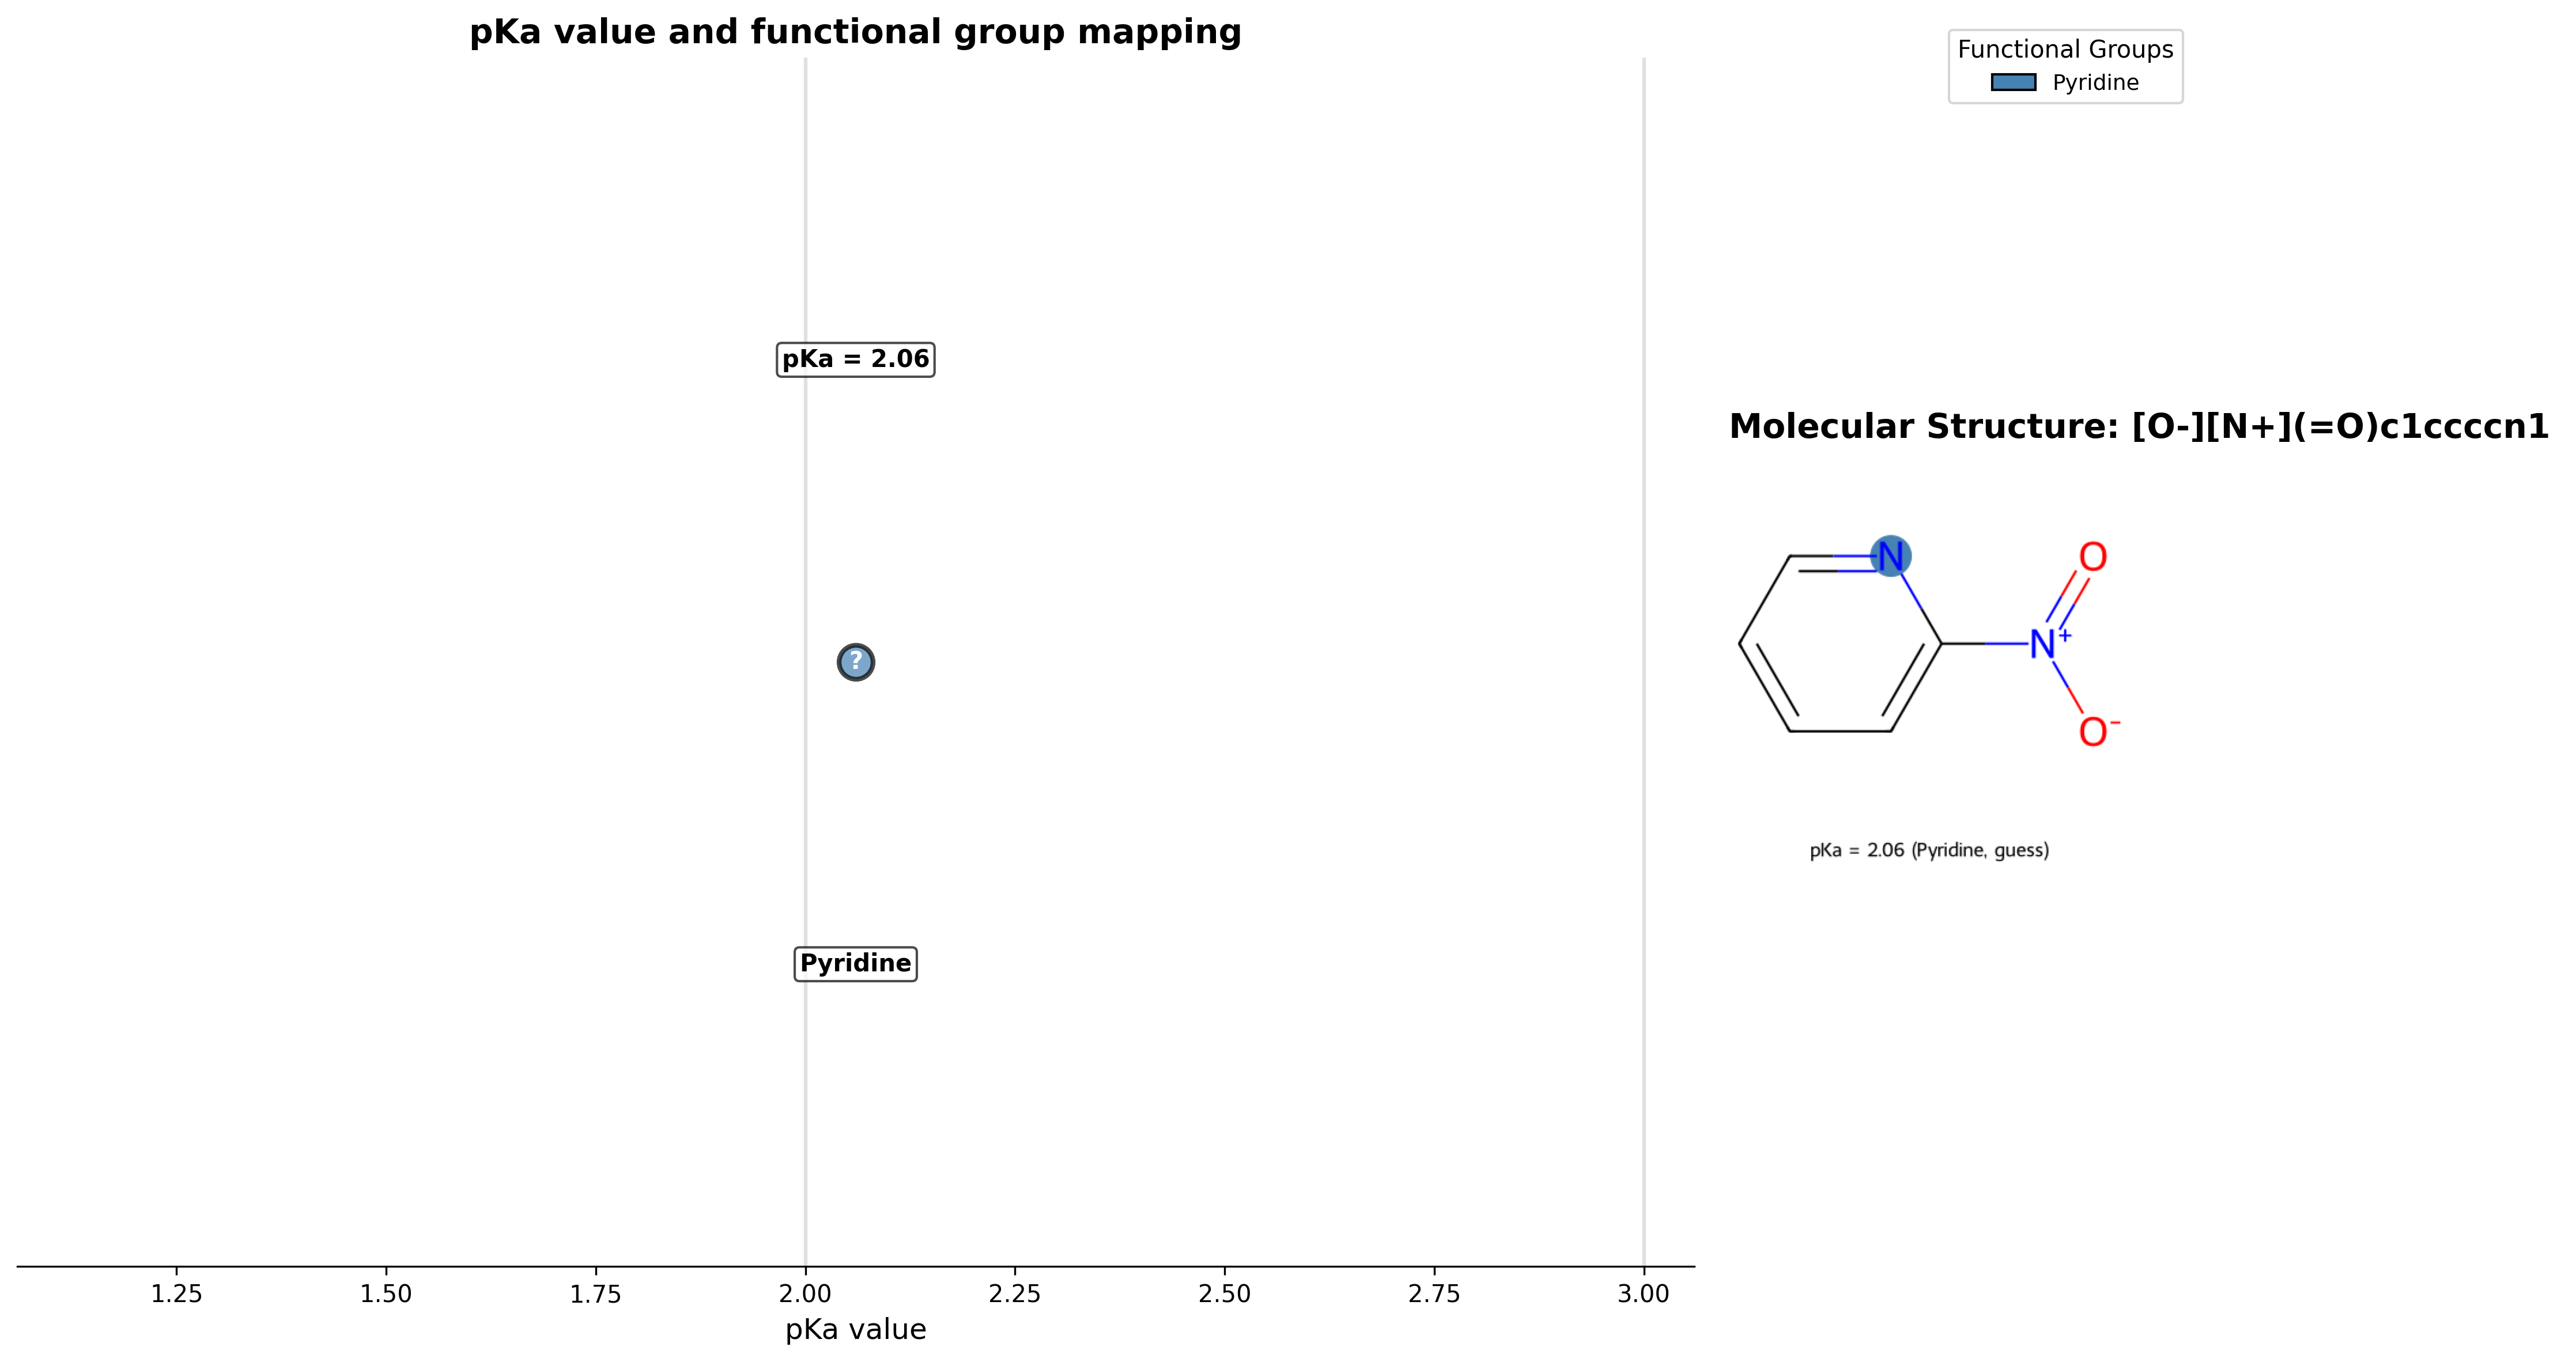 pKa value and functional group mapping
pKa = 2.06
?
Pyridine
1.25 1.50 1.75 2.00 2.25 2.50 2.75 3.00
pKa value
Functional Groups
Pyridine
Molecular Structure: [O-][N+](=O)c1ccccn1
N
O
N+
O-
pKa = 2.06 (Pyridine, guess)